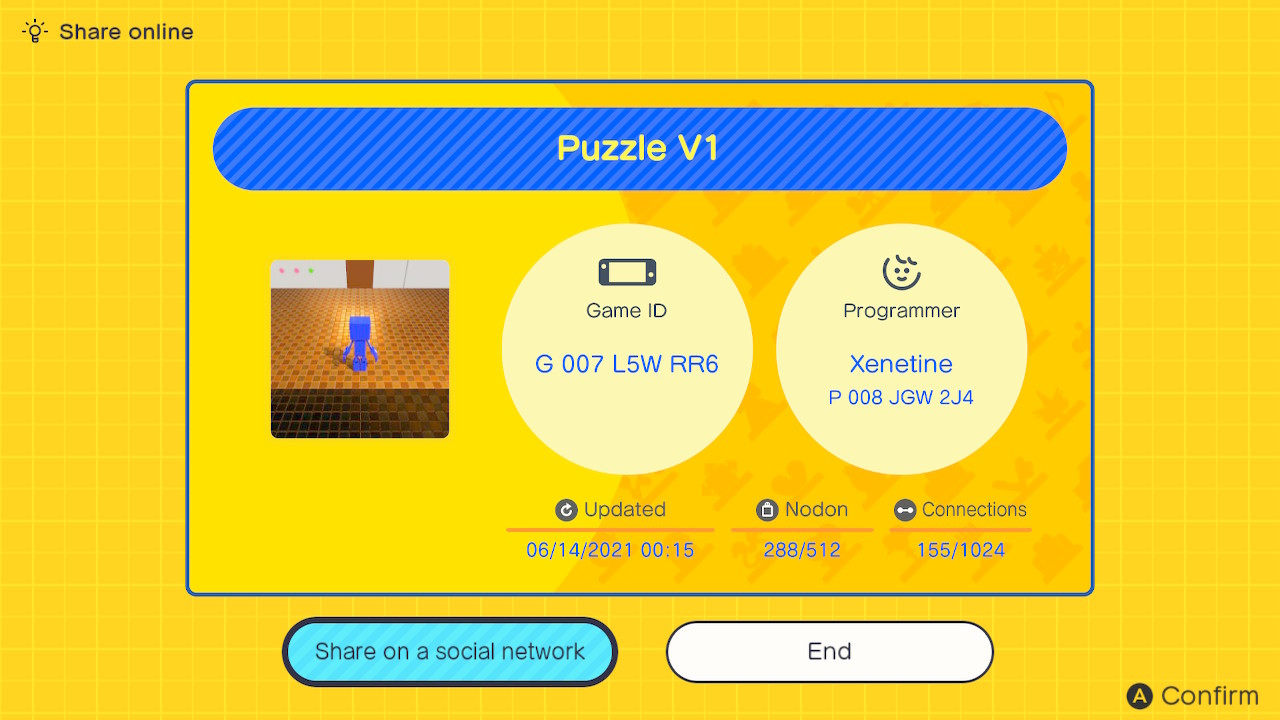 Share online
Puzzle V1
Game ID
G 007 L5W RR6
Programmer
Xenetine
P 008 JGW 2J4
Updated
06/14/2021 00:15
Nodon
288/512
Connections
155/1024
Share on a social network
End
A Confirm